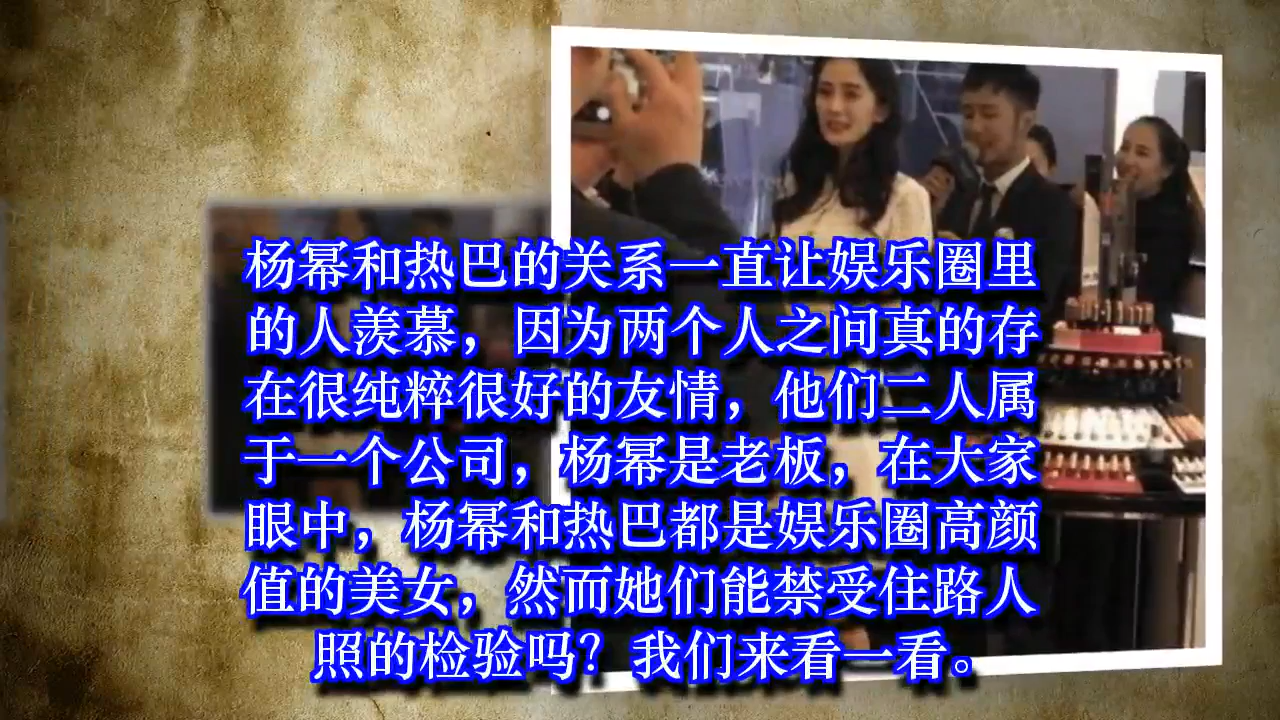 杨幂和热巴的关系一直让娱乐圈里
的人羡慕，因为两个人之间真的存
在很纯粹很好的友情，他们二人属
于一个公司，杨幂是老板，在大家
眼中，杨幂和热巴都是娱乐圈高颜
值的美女，然而她们能禁受住路人
照的检验吗？我们来看一看。